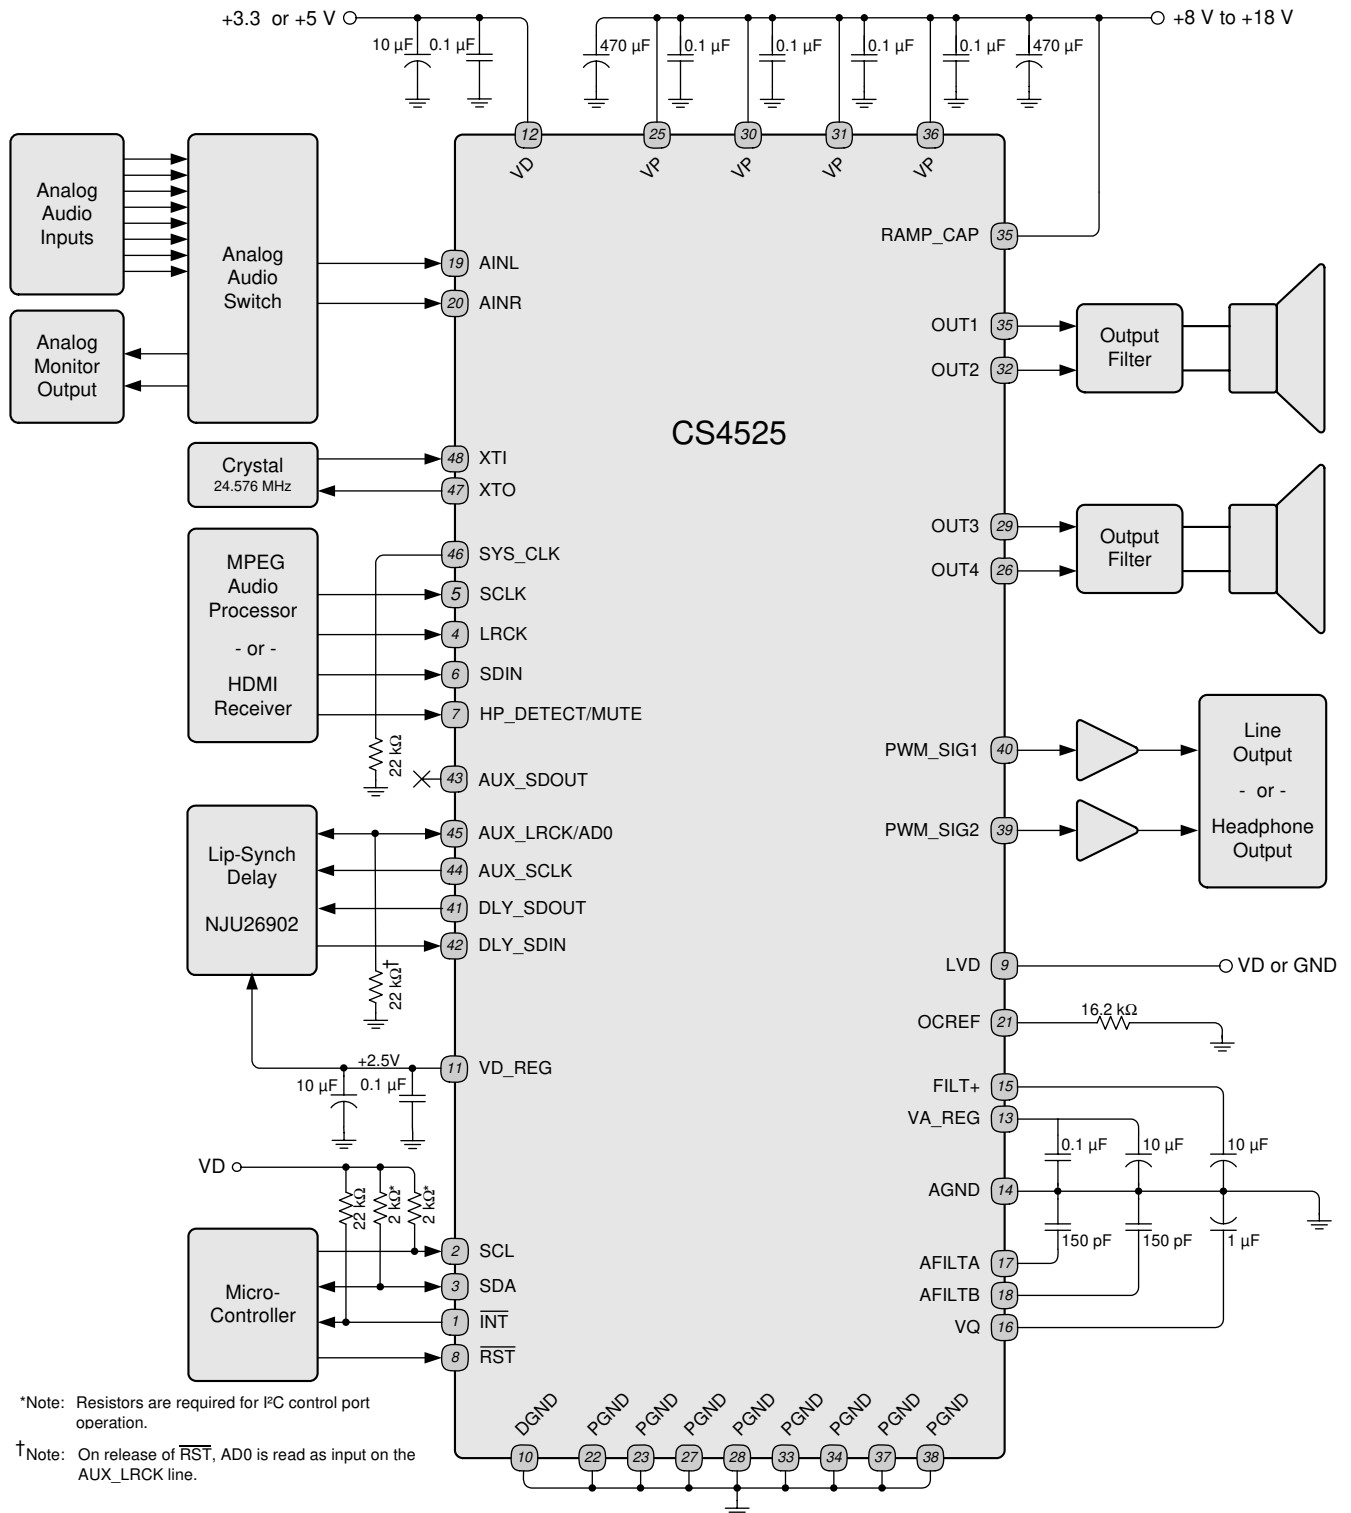 +3.3 or +5 V
+8 V to +18 V
10 µF
0.1 µF
470 µF
0.1 µF
0.1 µF
0.1 µF
0.1 µF
470 µF
12
25
30
31
36
VD
VP
VP
VP
VP
Analog
Audio
Inputs
Analog
Monitor
Output
Analog
Audio
Switch
19 AINL
20 AINR
RAMP_CAP 35
OUT1 35
OUT2 32
Output
Filter
CS4525
Crystal
24.576 MHz
48 XTI
47 XTO
OUT3 29
OUT4 26
Output
Filter
MPEG
Audio
Processor
- or -
HDMI
Receiver
46 SYS_CLK
5 SCLK
4 LRCK
6 SDIN
7 HP_DETECT/MUTE
22 kΩ
43 AUX_SDOUT
PWM_SIG1 40
PWM_SIG2 39
Line
Output
- or -
Headphone
Output
Lip-Synch
Delay
NJU26902
45 AUX_LRCK/AD0
44 AUX_SCLK
41 DLY_SDOUT
42 DLY_SDIN
22 kΩ†
LVD 9
VD or GND
OCREF 21
16.2 kΩ
+2.5V
11 VD_REG
10 µF
0.1 µF
FILT+ 15
VA_REG 13
0.1 µF
10 µF
10 µF
AGND 14
150 pF
150 pF
1 µF
AFILTA 17
AFILTB 18
VQ 16
VD
22 kΩ
2 kΩ*
2 kΩ*
Micro-
Controller
2 SCL
3 SDA
1 INT
8 RST
*Note: Resistors are required for I²C control port
operation.
†Note: On release of RST, AD0 is read as input on the
AUX_LRCK line.
DGND
PGND
PGND
PGND
PGND
PGND
PGND
PGND
PGND
10
22
23
27
28
33
34
37
38